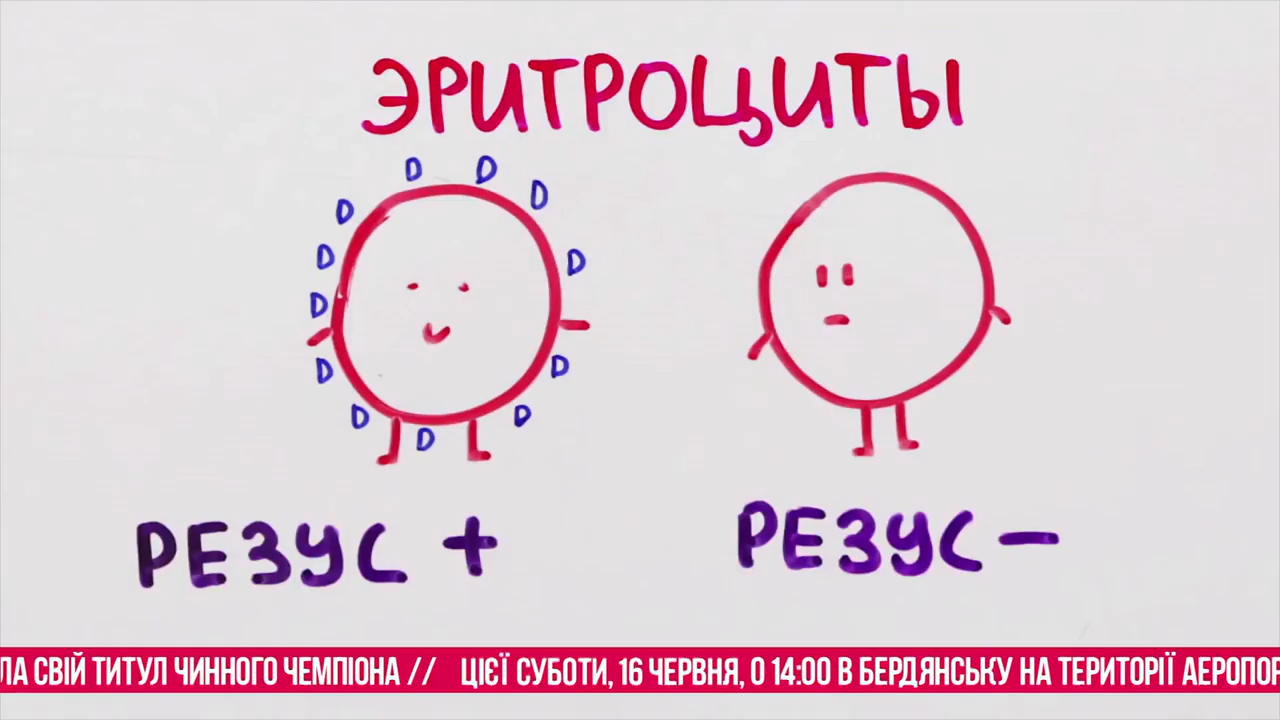 ЭРИТРОЦИТЫ
D D D
D
D D
D
D D
D D
D
РЕЗУС + РЕЗУС –
ЛА СВІЙ ТИТУЛ ЧИННОГО ЧЕМПІОНА // ЦІЄЇ СУБОТИ, 16 ЧЕРВНЯ, О 14:00 В БЕРДЯНСЬКУ НА ТЕРИТОРІЇ АЕРОПОР